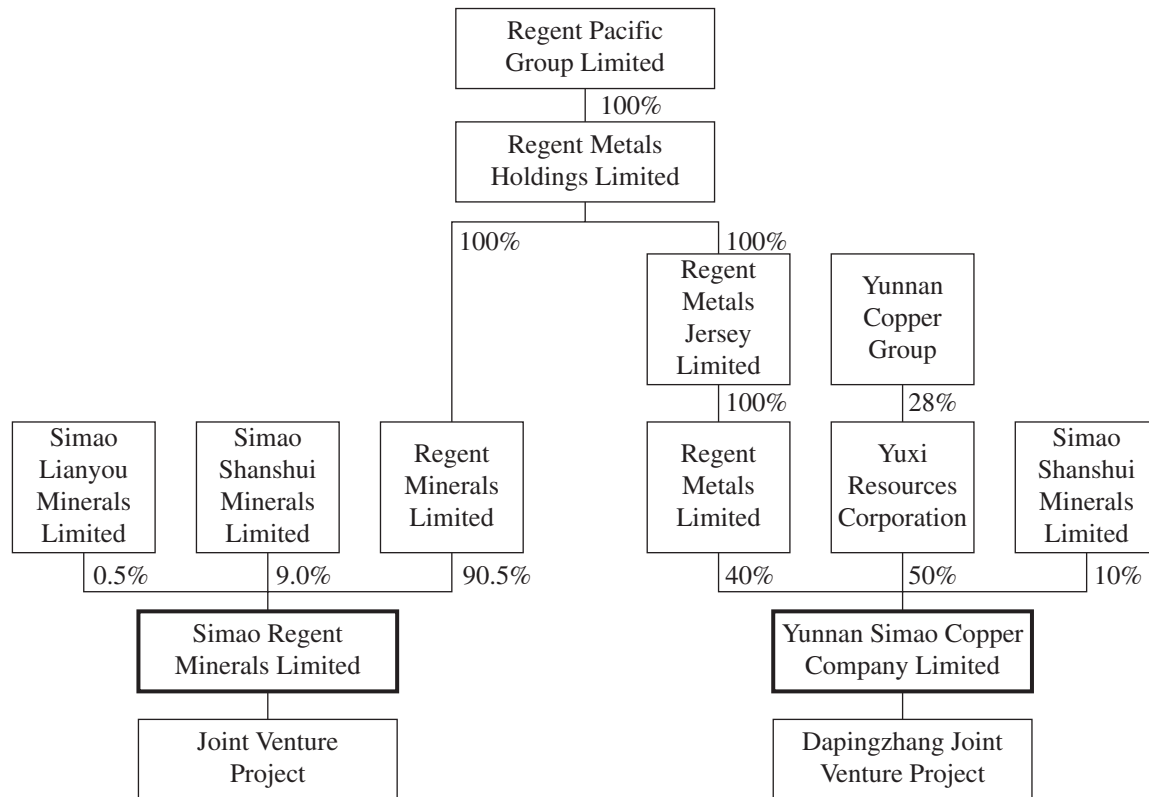 Regent Pacific
Group Limited
100%
Regent Metals
Holdings Limited
100%
100%
Regent
Metals
Jersey
Limited
Yunnan
Copper
Group
100%
28%
Simao
Lianyou
Minerals
Limited
Simao
Shanshui
Minerals
Limited
Regent
Minerals
Limited
Regent
Metals
Limited
Yuxi
Resources
Corporation
Simao
Shanshui
Minerals
Limited
0.5%
9.0%
90.5%
40%
50%
10%
Simao Regent
Minerals Limited
Yunnan Simao Copper
Company Limited
Joint Venture
Project
Dapingzhang Joint
Venture Project